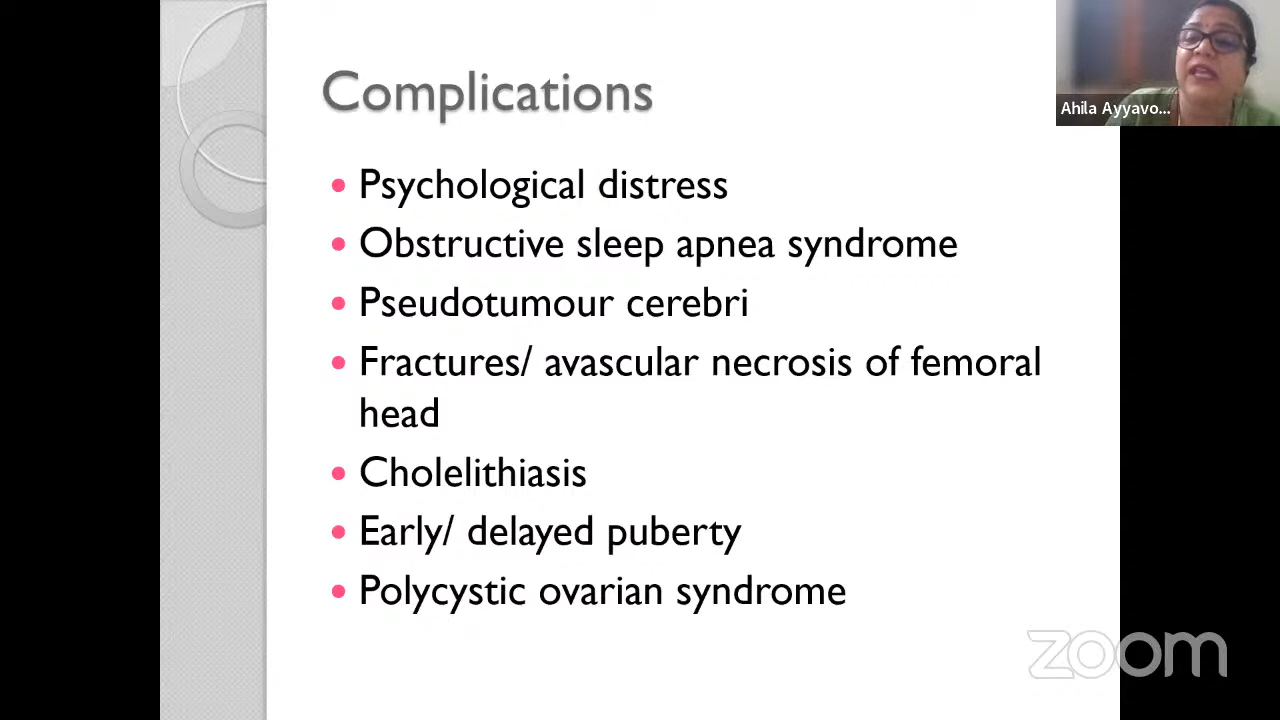 Complications
Ahila Ayyavo...
• Psychological distress
• Obstructive sleep apnea syndrome
• Pseudotumour cerebri
• Fractures/ avascular necrosis of femoral
head
• Cholelithiasis
• Early/ delayed puberty
• Polycystic ovarian syndrome
zoom